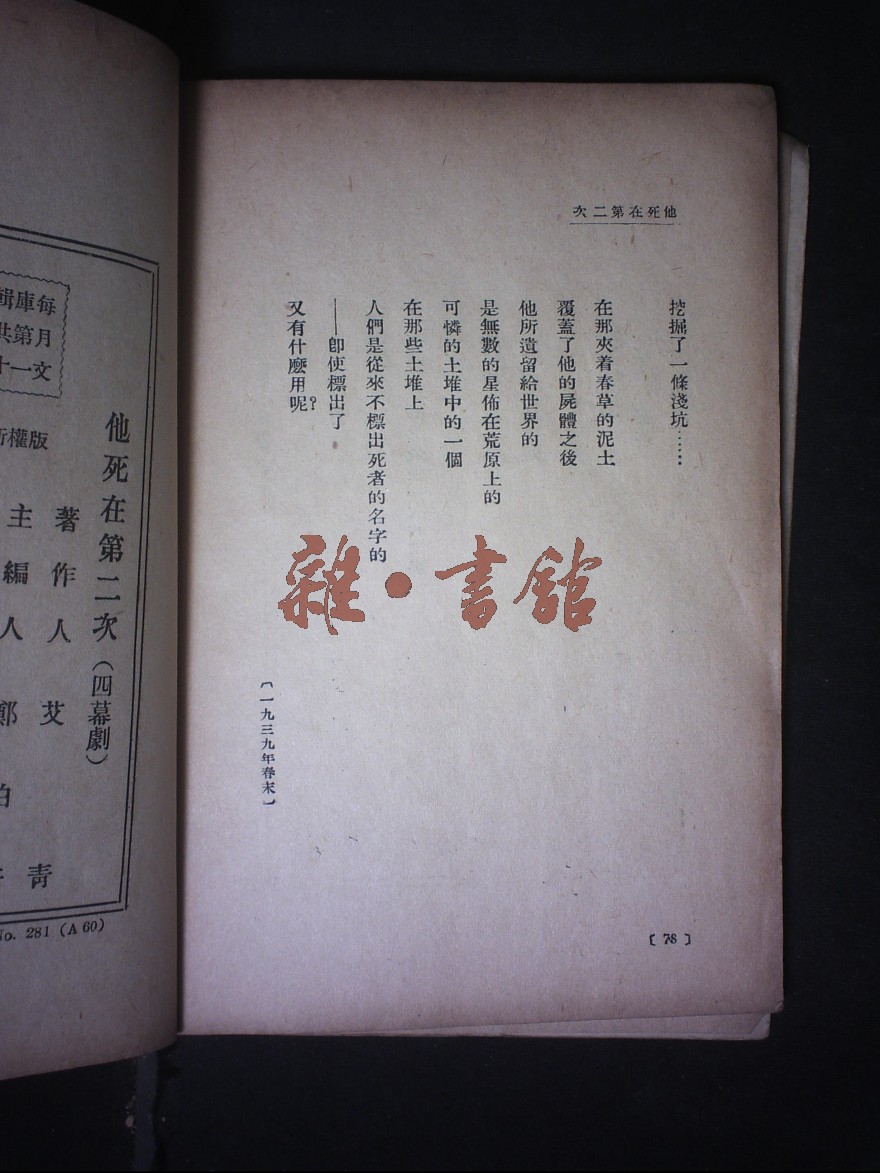 他死在第二次
挖掘了一條淺坑……
在那夾着春草的泥土
覆蓋了他的屍體之後
他所遺留給世界的
是無數的星佈在荒原上的
可憐的土堆中的一個
在那些土堆上
人們是從來不標出死者的名字的
——卽使標出了
又有什麼用呢?
〔一九三九年春末〕
〔78〕
雜·書館
每月文
庫第一
輯
版權
他死在第二次(四幕劇)
著作人 艾青
主編人 鄭伯
No. 281 (A 60)